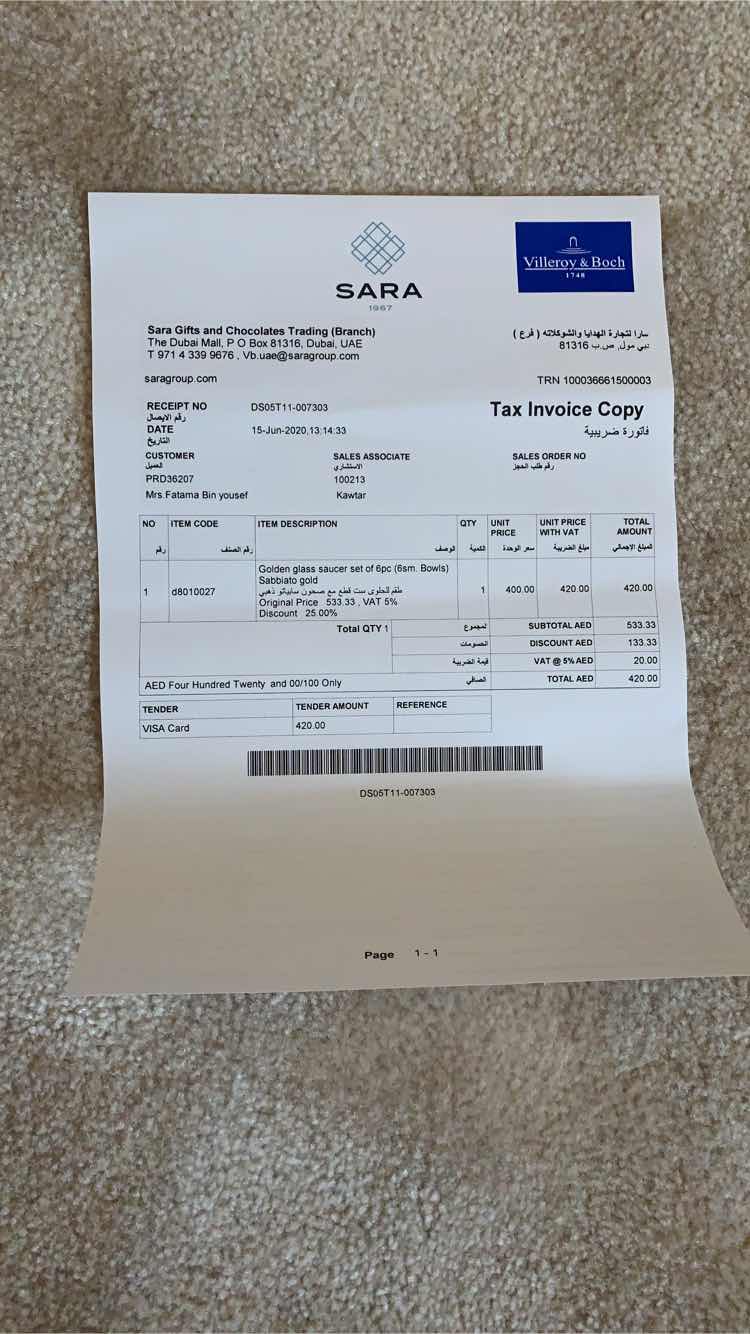 SARA
1967
Villeroy & Boch
1748
Sara Gifts and Chocolates Trading (Branch)
The Dubai Mall, P O Box 81316, Dubai, UAE
T 971 4 339 9676 , Vb.uae@saragroup.com
سارا لتجارة الهدايا والشوكلاته ( فرع )
دبي مول, ص.ب 81316
saragroup.com
TRN 100036661500003
RECEIPT NO DS05T11-007303
رقم الايصال
Tax Invoice Copy
DATE 15-Jun-2020,13:14:33
التاريخ
فاتورة ضريبية
CUSTOMER SALES ASSOCIATE SALES ORDER NO
العميل الاستشاري رقم طلب الحجز
PRD36207 100213
Mrs.Fatama Bin yousef Kawtar
NO ITEM CODE ITEM DESCRIPTION QTY UNIT PRICE UNIT PRICE WITH VAT TOTAL AMOUNT
رقم رقم الصنف الوصف الكمية سعر الوحدة مبلغ الضريبة المبلغ الإجمالي
Golden glass saucer set of 6pc (6sm. Bowls)
Sabbiato gold
1 d8010027 طقم للحلوى ست قطع مع صحون سابياتو ذهبي 1 400.00 420.00 420.00
Original Price 533.33 , VAT 5%
Discount 25.00%
Total QTY 1 المجموع SUBTOTAL AED 533.33
الخصومات DISCOUNT AED 133.33
قيمة الضريبة VAT @ 5% AED 20.00
AED Four Hundred Twenty and 00/100 Only الصافي TOTAL AED 420.00
TENDER TENDER AMOUNT REFERENCE
VISA Card 420.00
DS05T11-007303
Page 1 - 1